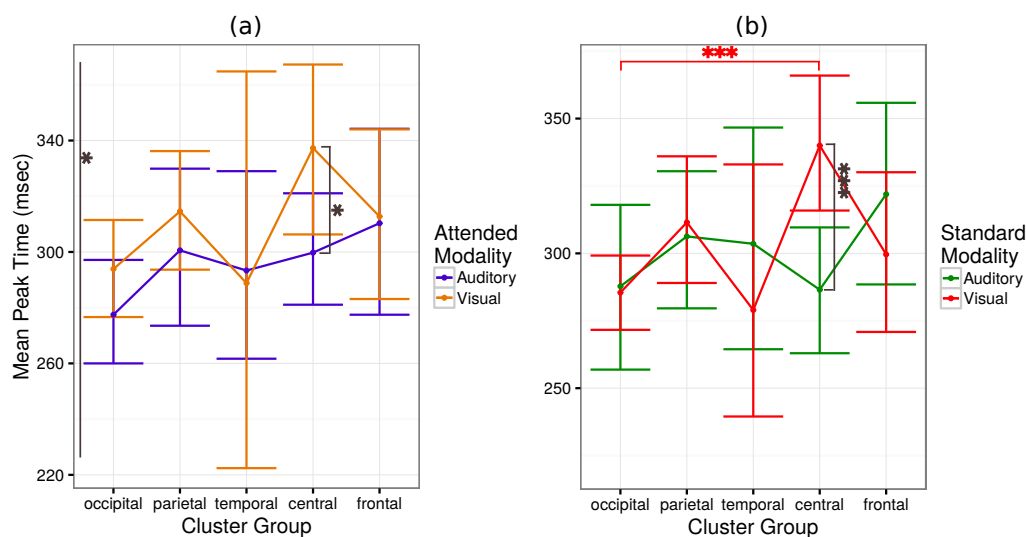 (a)
Mean Peak Time (msec)
340
300
260
220
*
*
occipital parietal temporal central frontal
Cluster Group
Attended
Modality
Auditory
Visual
(b)
***
350
300
250
***
occipital parietal temporal central frontal
Cluster Group
Standard
Modality
Auditory
Visual